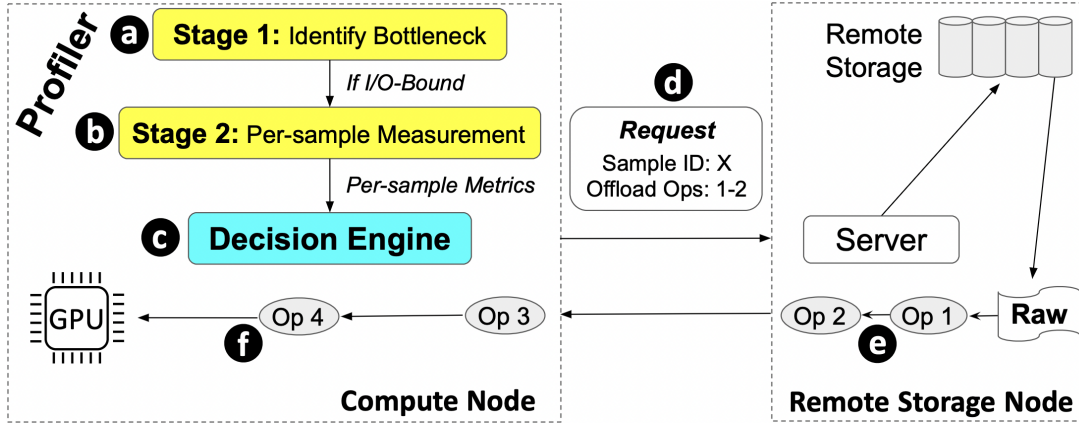 Profiler
a
Stage 1: Identify Bottleneck
If I/O-Bound
b
Stage 2: Per-sample Measurement
Per-sample Metrics
c
Decision Engine
GPU
Op 4
Op 3
f
Compute Node
d
Request
Sample ID: X
Offload Ops: 1-2
Remote
Storage
Server
Op 2
Op 1
Raw
e
Remote Storage Node